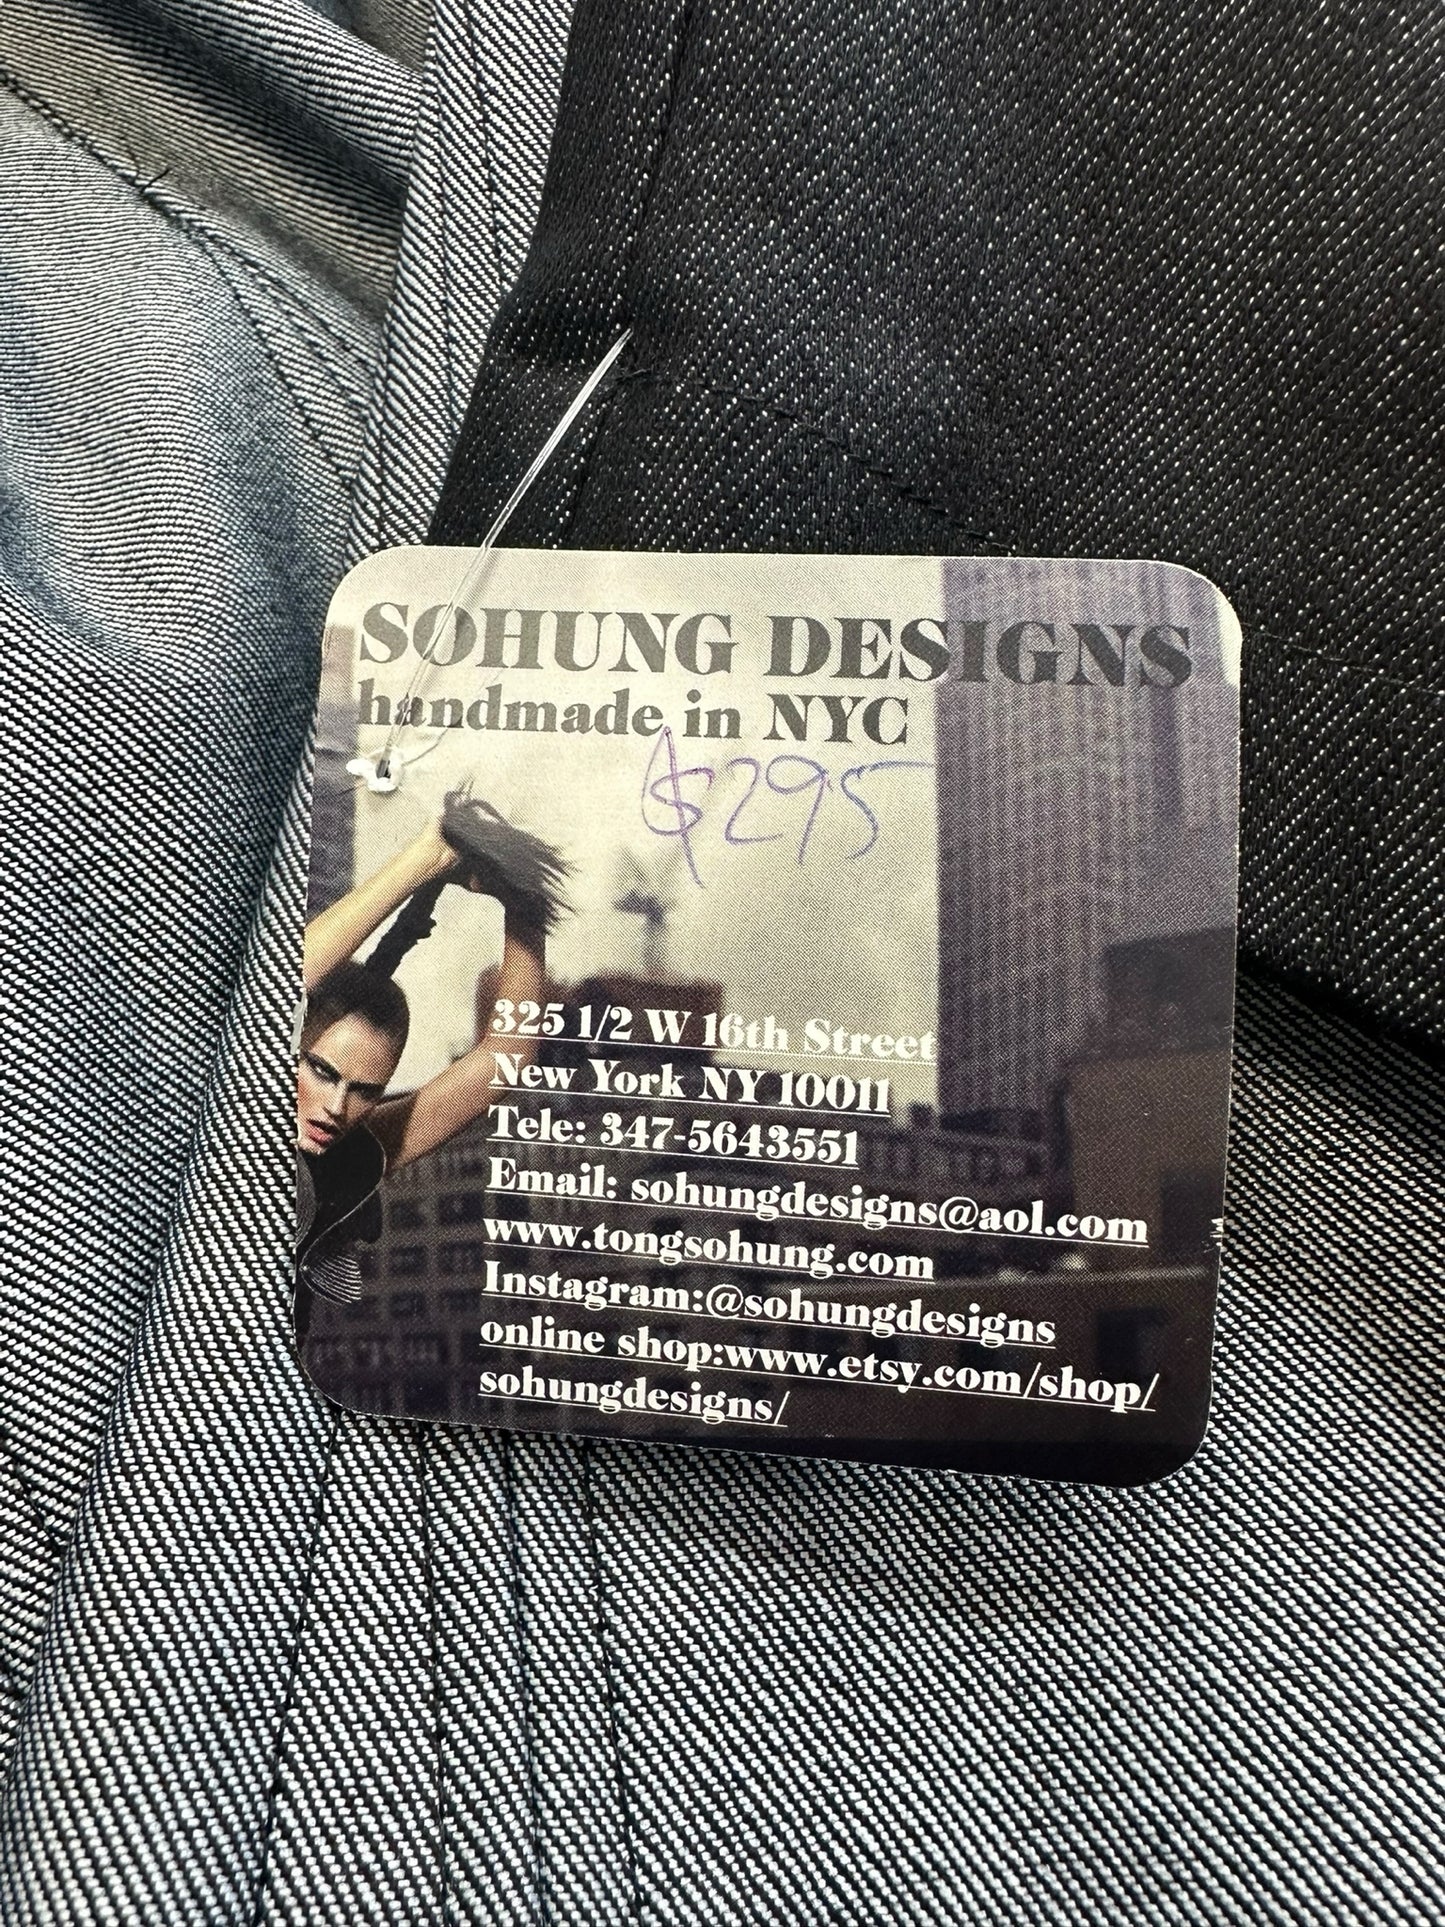 SOHUNG DESIGNS
handmade in NYC
$295
325 1/2 W 16th Street
New York NY 10011
Tele: 347-5643551
Email: sohungdesigns@aol.com
www.tongsohung.com
Instagram:@sohungdesigns
online shop:www.etsy.com/shop/
sohungdesigns/